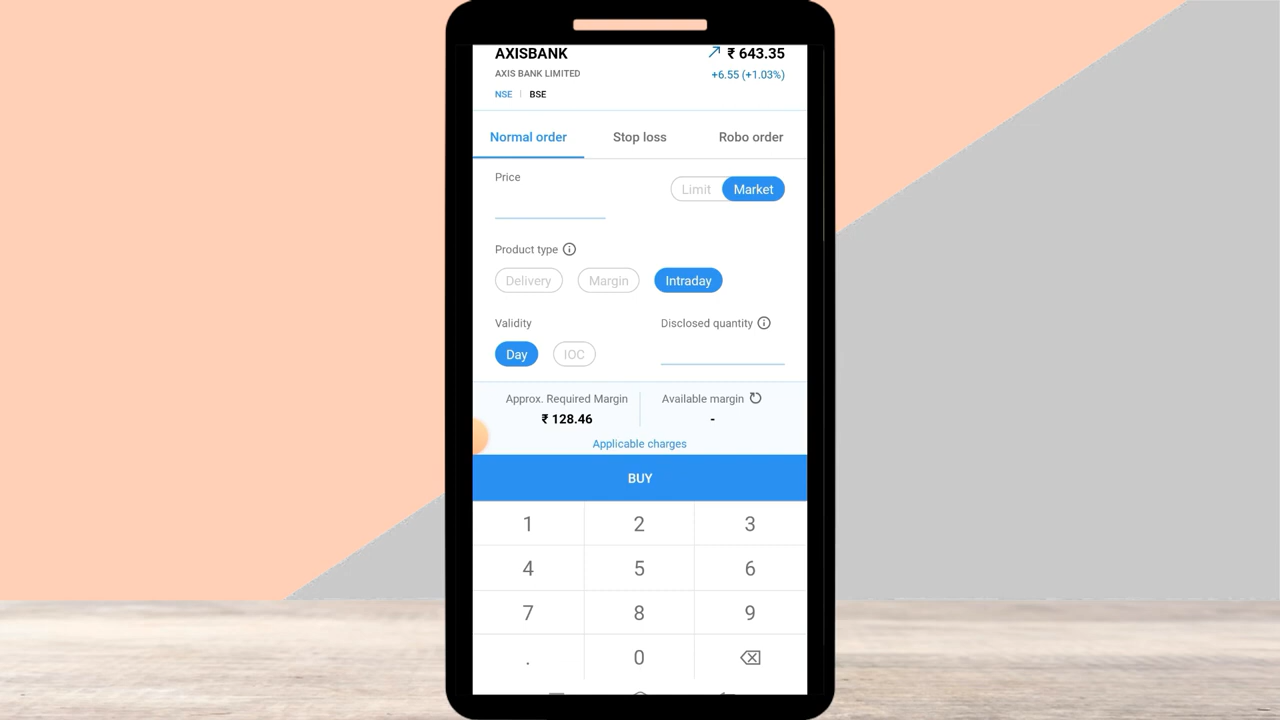 AXISBANK ₹ 643.35
AXIS BANK LIMITED +6.55 (+1.03%)
NSE | BSE
Normal order Stop loss Robo order
Price Limit Market
Product type
Delivery Margin Intraday
Validity Disclosed quantity
Day IOC
Approx. Required Margin Available margin
₹ 128.46 -
Applicable charges
BUY
1 2 3
4 5 6
7 8 9
. 0